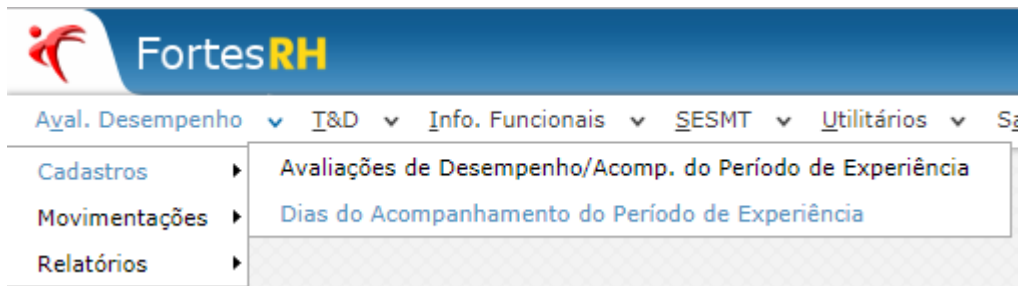 FortesRH
Aval. Desempenho T&D Info. Funcionais SESMT Utilitários
Cadastros Avaliações de Desempenho/Acomp. do Período de Experiência
Movimentações Dias do Acompanhamento do Período de Experiência
Relatórios